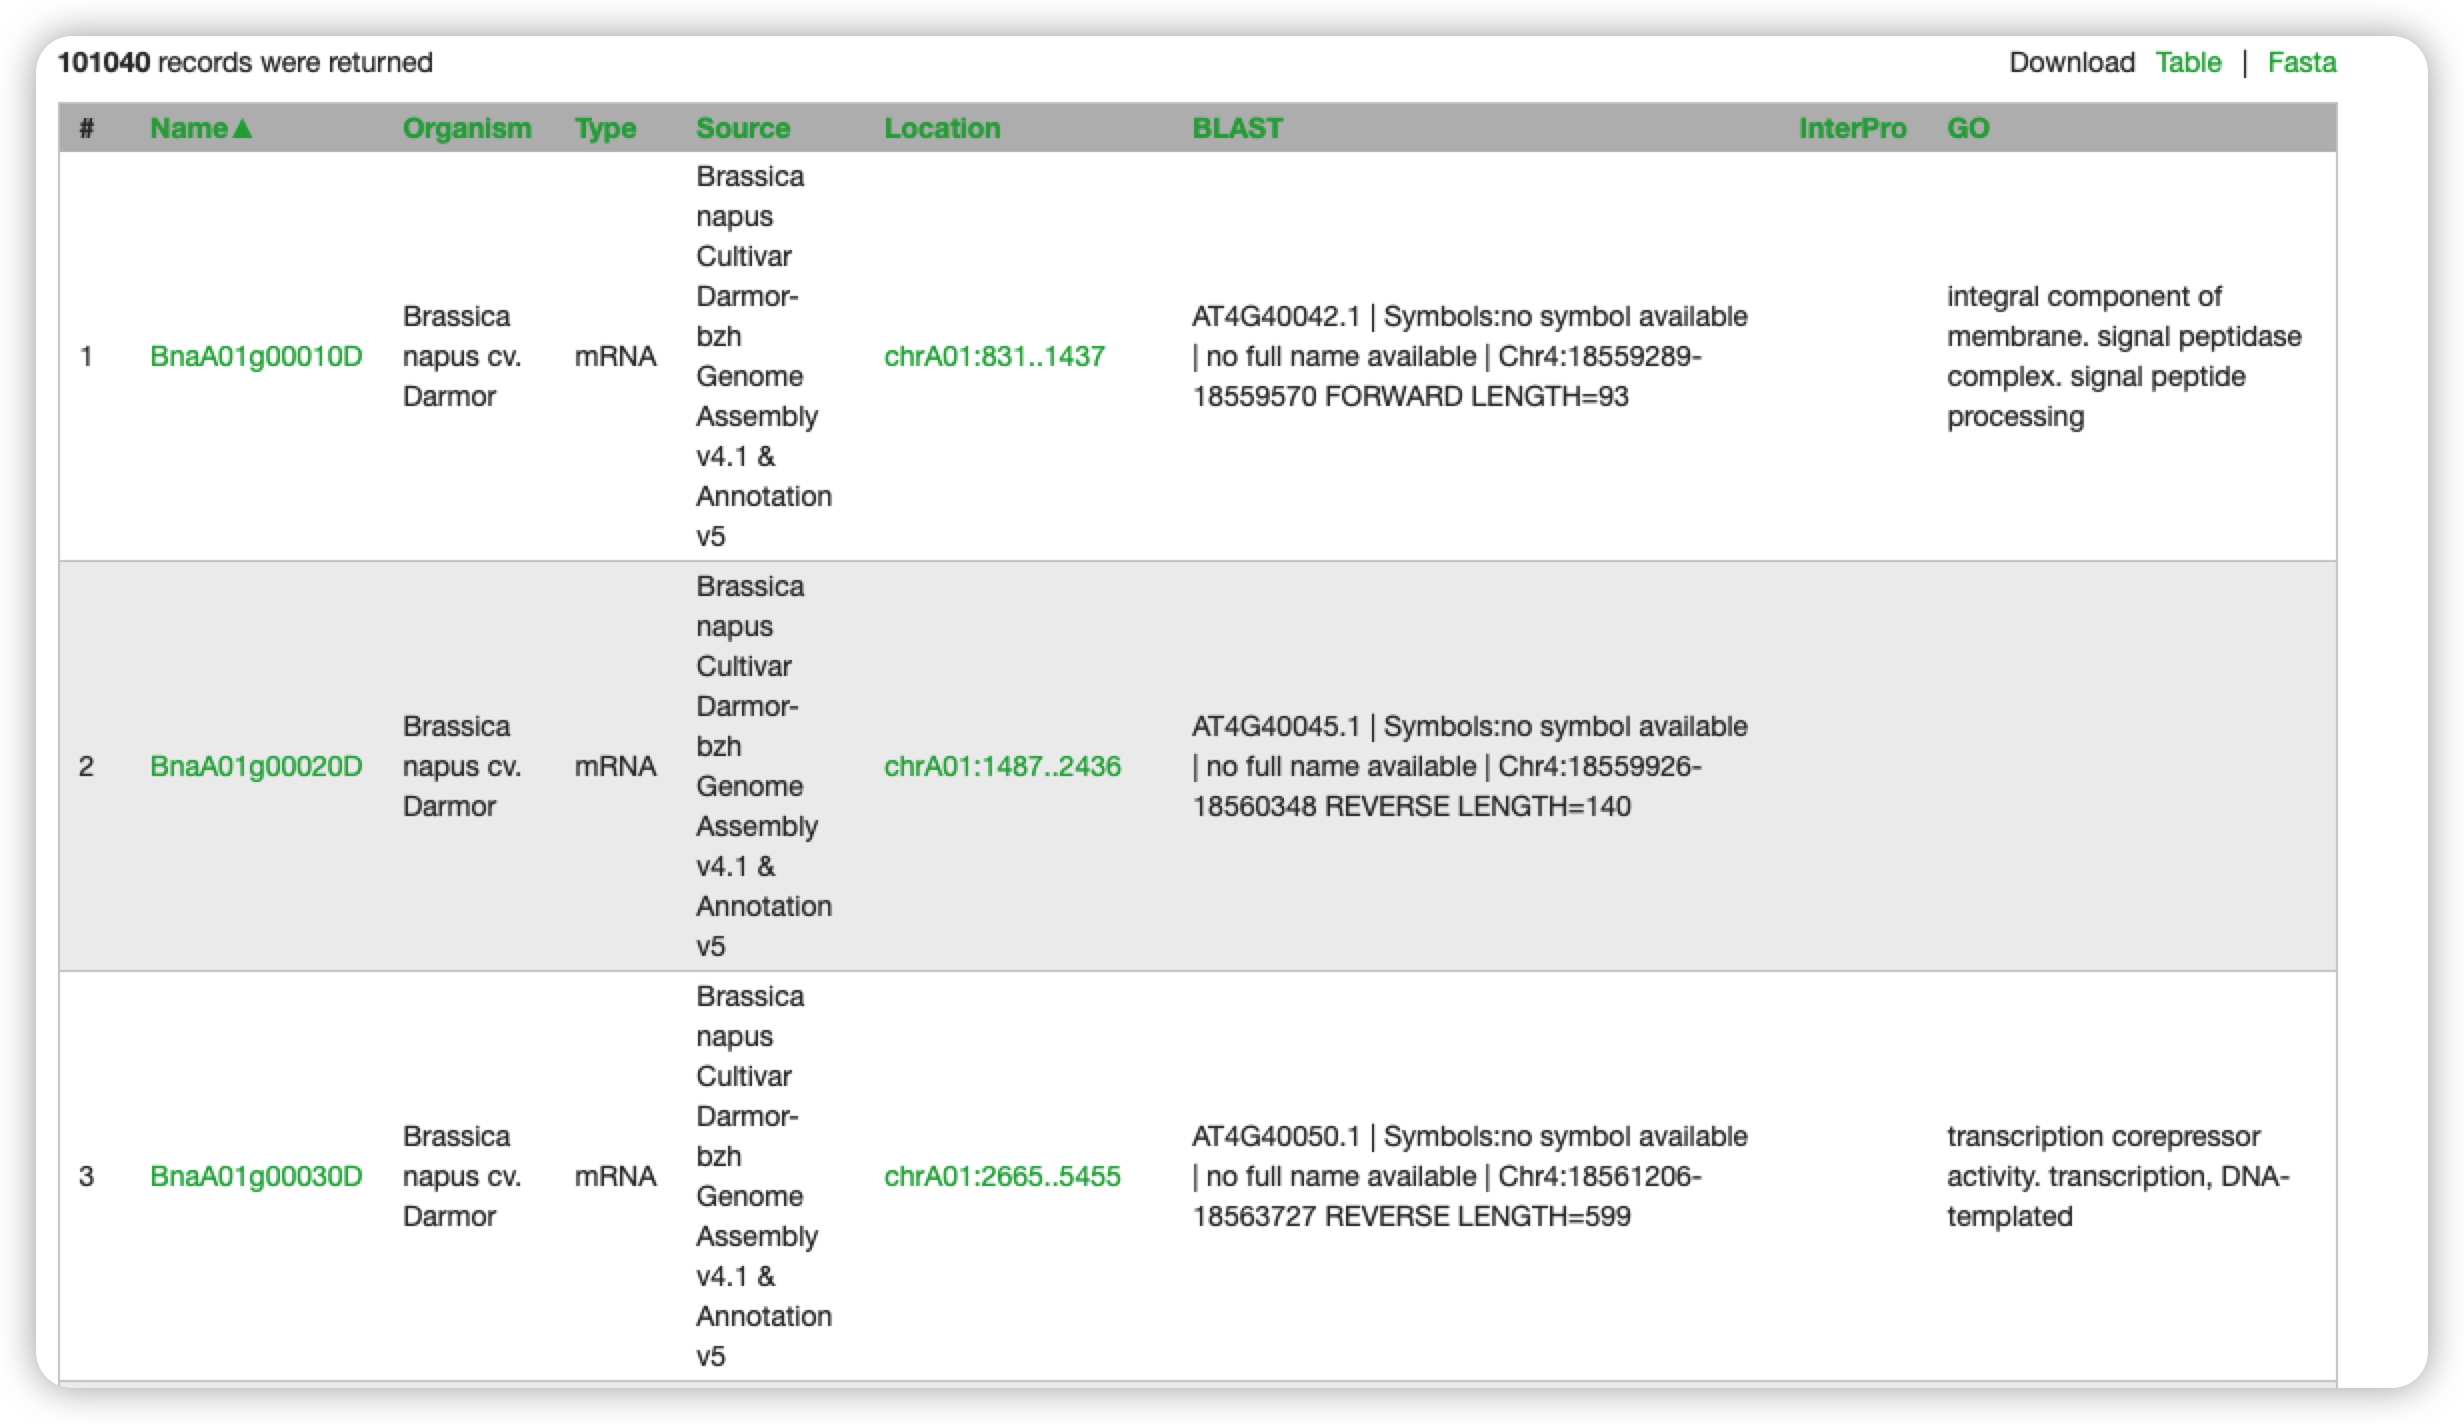 101040 records were returned
Download Table | Fasta
# Name▲ Organism Type Source Location BLAST InterPro GO
1
BnaA01g00010D
Brassica
napus cv.
Darmor
mRNA
Brassica
napus
Cultivar
Darmor-
bzh
Genome
Assembly
v4.1 &
Annotation
v5
chrA01:831..1437
AT4G40042.1 | Symbols:no symbol available
| no full name available | Chr4:18559289-
18559570 FORWARD LENGTH=93
integral component of
membrane. signal peptidase
complex. signal peptide
processing
2
BnaA01g00020D
Brassica
napus cv.
Darmor
mRNA
Brassica
napus
Cultivar
Darmor-
bzh
Genome
Assembly
v4.1 &
Annotation
v5
chrA01:1487..2436
AT4G40045.1 | Symbols:no symbol available
| no full name available | Chr4:18559926-
18560348 REVERSE LENGTH=140
3
BnaA01g00030D
Brassica
napus cv.
Darmor
mRNA
Brassica
napus
Cultivar
Darmor-
bzh
Genome
Assembly
v4.1 &
Annotation
v5
chrA01:2665..5455
AT4G40050.1 | Symbols:no symbol available
| no full name available | Chr4:18561206-
18563727 REVERSE LENGTH=599
transcription corepressor
activity. transcription, DNA-
templated